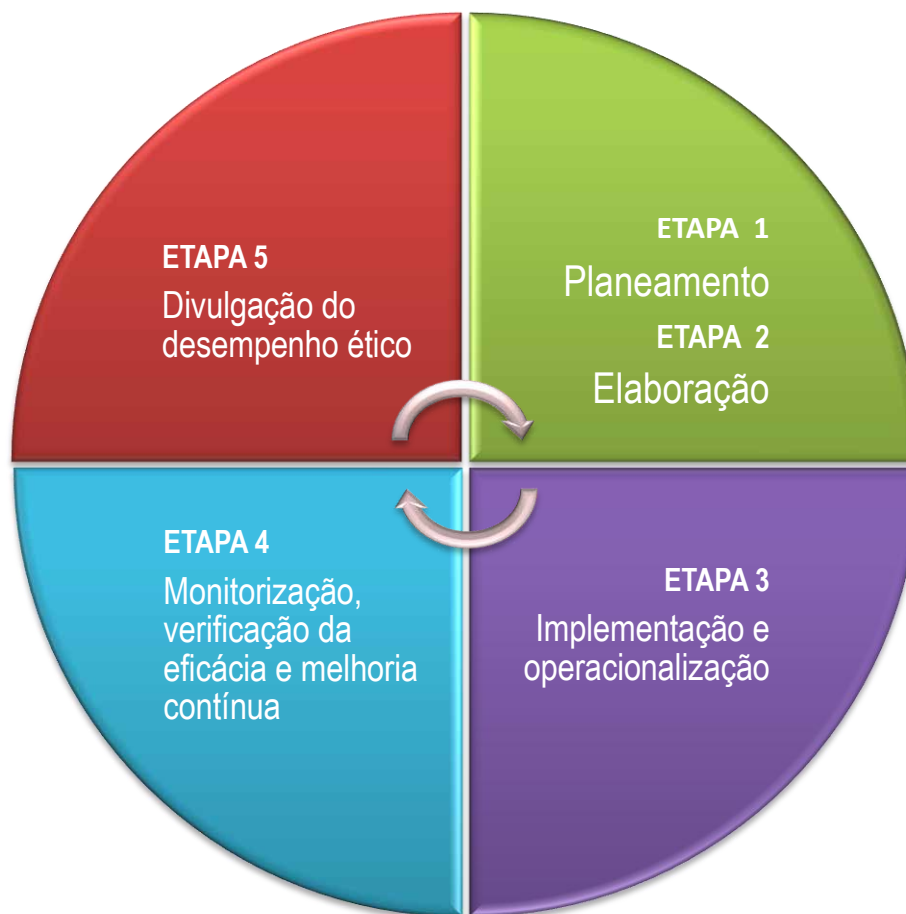 ETAPA 1
Planeamento
ETAPA 2
Elaboração
ETAPA 3
Implementação e
operacionalização
ETAPA 4
Monitorização,
verificação da
eficácia e melhoria
contínua
ETAPA 5
Divulgação do
desempenho ético